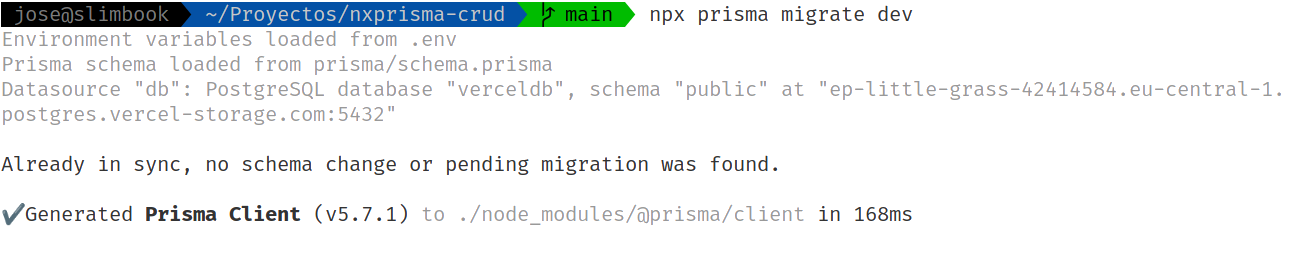 jose@slimbook ~/Proyectos/nxprisma-crud main npx prisma migrate dev
Environment variables loaded from .env
Prisma schema loaded from prisma/schema.prisma
Datasource "db": PostgreSQL database "verceldb", schema "public" at "ep-little-grass-42414584.eu-central-1.
postgres.vercel-storage.com:5432"
Already in sync, no schema change or pending migration was found.
✔Generated Prisma Client (v5.7.1) to ./node_modules/@prisma/client in 168ms